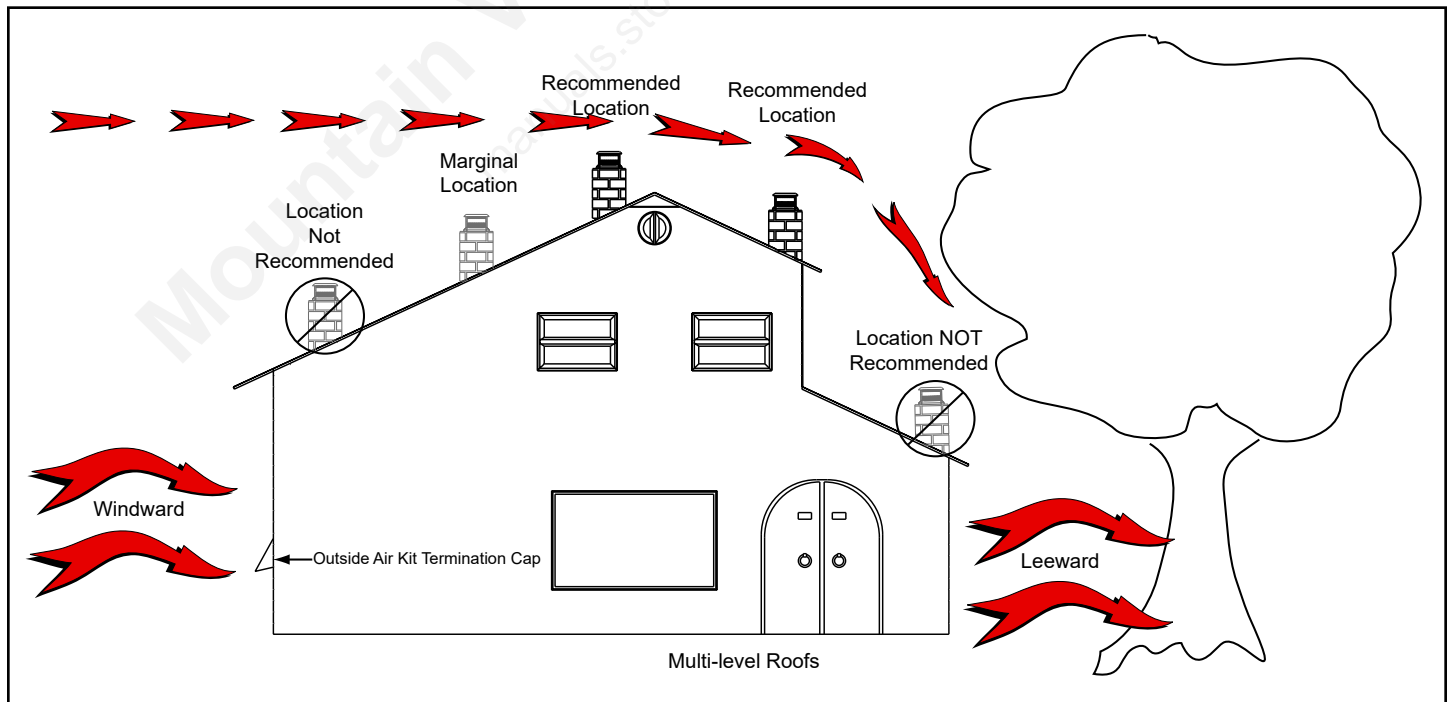 Recommended
Location
Recommended
Location
Marginal
Location
Location
Not
Recommended
Location NOT
Recommended
Windward
Outside Air Kit Termination Cap
Leeward
Multi-level Roofs